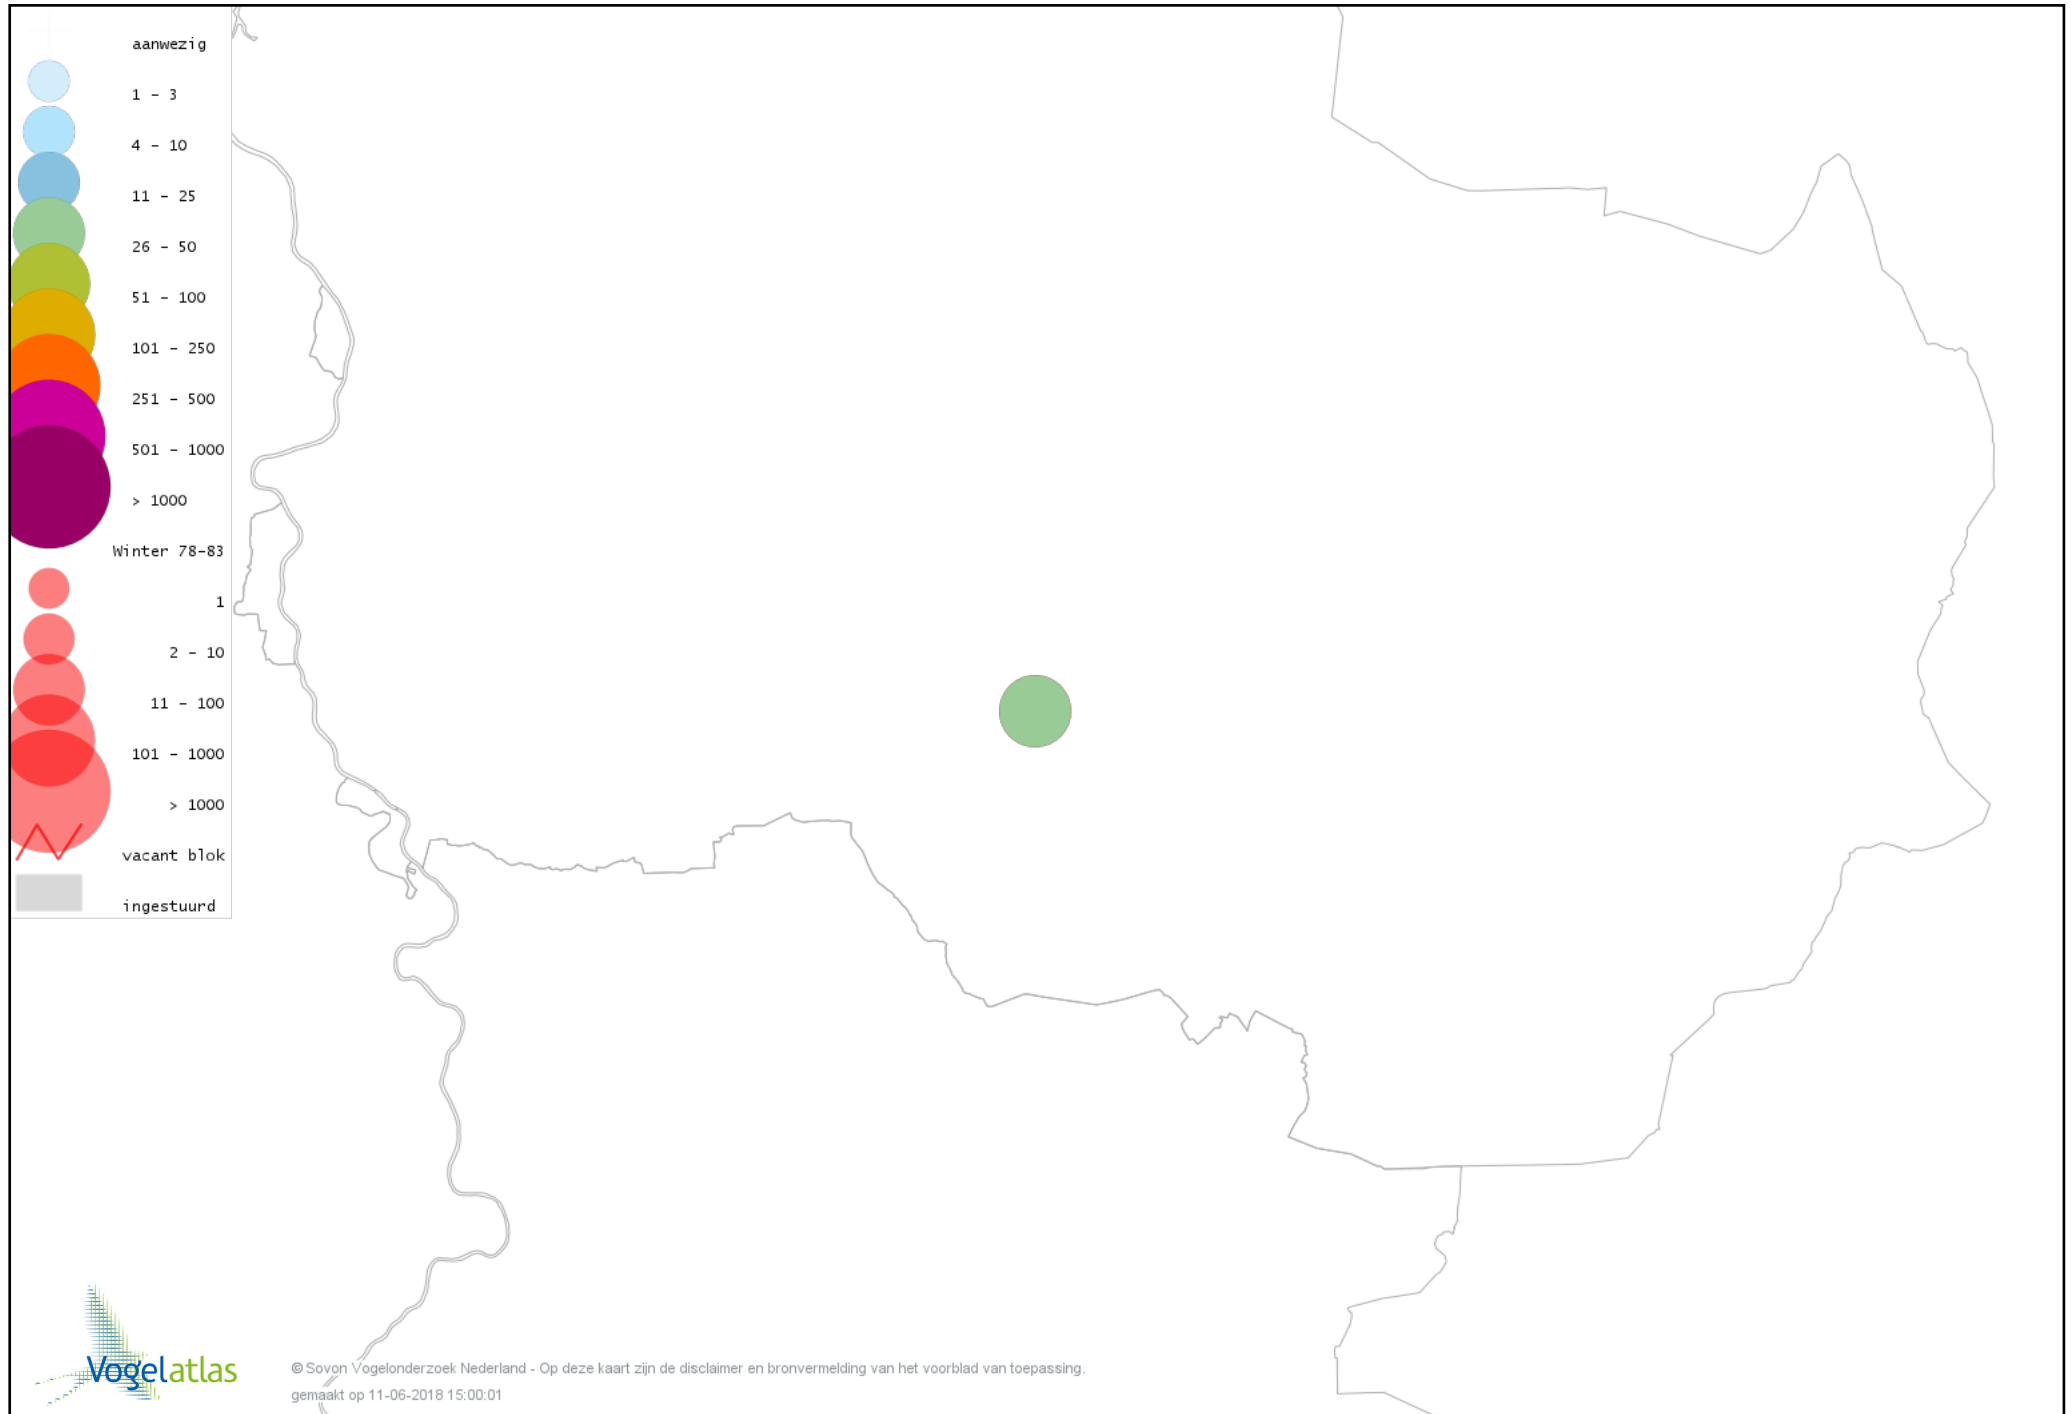 aanwezig
1 - 3
4 - 10
11 - 25
26 - 50
51 - 100
101 - 250
251 - 500
501 - 1000
> 1000
Winter 78-83
1
2 - 10
11 - 100
101 - 1000
> 1000
vacant blok
ingestuurd
Vogelatlas
© Sovon Vogelonderzoek Nederland - Op deze kaart zijn de disclaimer en bronvermelding van het voorblad van toepassing.
gemaakt op 11-06-2018 15:00:01